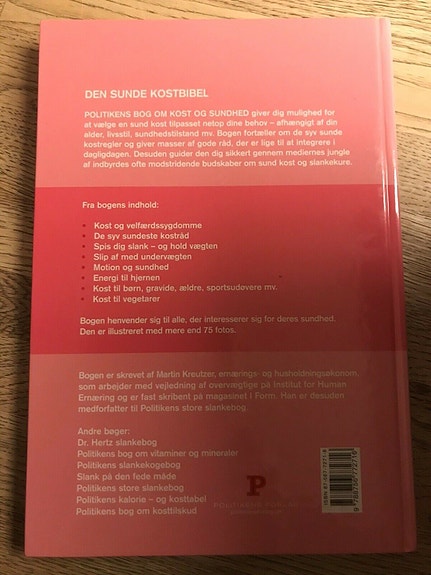 DEN SUNDE KOSTBIBEL
POLITIKENS BOG OM KOST OG SUNDHED giver dig mulighed for
at vælge en sund kost tilpasset netop dine behov – afhængigt af din
alder, livsstil, sundhedstilstand mv. Bogen fortæller om de syv sunde
kostregler og giver masser af gode råd, der er lige til at integrere i
dagligdagen. Desuden guider den dig sikkert gennem mediernes jungle
af indbyrdes ofte modstridende budskaber om sund kost og slankekure.
Fra bogens indhold:
• Kost og velfærdssygdomme
• De syv sundeste kostråd
• Spis dig slank – og hold vægten
• Slip af med undervægten
• Motion og sundhed
• Energi til hjernen
• Kost til børn, gravide, ældre, sportsudøvere mv.
• Kost til vegetarer
Bogen henvender sig til alle, der interesserer sig for deres sundhed.
Den er illustreret med mere end 75 fotos.
Bogen er skrevet af Martin Kreutzer, ernærings- og husholdningsøkonom,
som arbejder med vejledning af overvægtige på Institut for Human
Ernæring og er fast skribent på magasinet i Form. Han er desuden
medforfatter til Politikens store slankebog.
Andre bøger:
Dr. Hertz slankebog
Politikens bog om vitaminer og mineraler
Politikens slankekogebog
Slank på den fede måde
Politikens store slankebog
Politikens kalorie – og kosttabel
Politikens bog om kosttilskud
P
POLITIKENS FORLAG